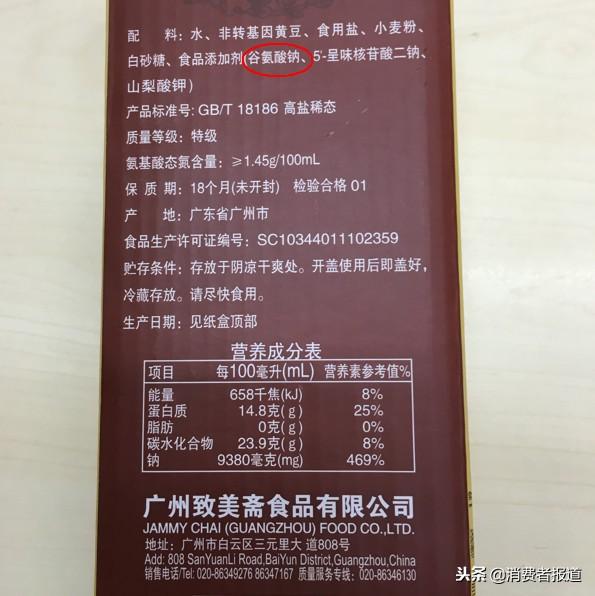 配 料: 水、非转基因黄豆、食用盐、小麦粉、
白砂糖、食品添加剂(谷氨酸钠、5'-呈味核苷酸二钠、
山梨酸钾)
产品标准号: GB/T 18186 高盐稀态
质量等级: 特级
氨基酸态氮含量: ≥1.45g/100mL
保 质 期: 18个月(未开封) 检验合格 01
产 地: 广东省广州市
食品生产许可证编号: SC10344011102359
贮存条件: 存放于阴凉干爽处。开盖使用后即盖好，
冷藏存放。请尽快食用。
生产日期: 见纸盒顶部
营养成分表
项目 每100毫升(mL) 营养素参考值%
能量 658千焦(kJ) 8%
蛋白质 14.8克(g) 25%
脂肪 0克(g) 0%
碳水化合物 23.9克(g) 8%
钠 9380毫克(mg) 469%
广州致美斋食品有限公司
JAMMY CHAI (GUANGZHOU) FOOD CO.,LTD.
地址: 广州市白云区三元里大道808号
Add: 808 SanYuanLi Road,BaiYun District,Guangzhou,China
销售电话/Tel: 020-86349276 86347167 质量服务专线: 020-86346130
头条 @消费者报道